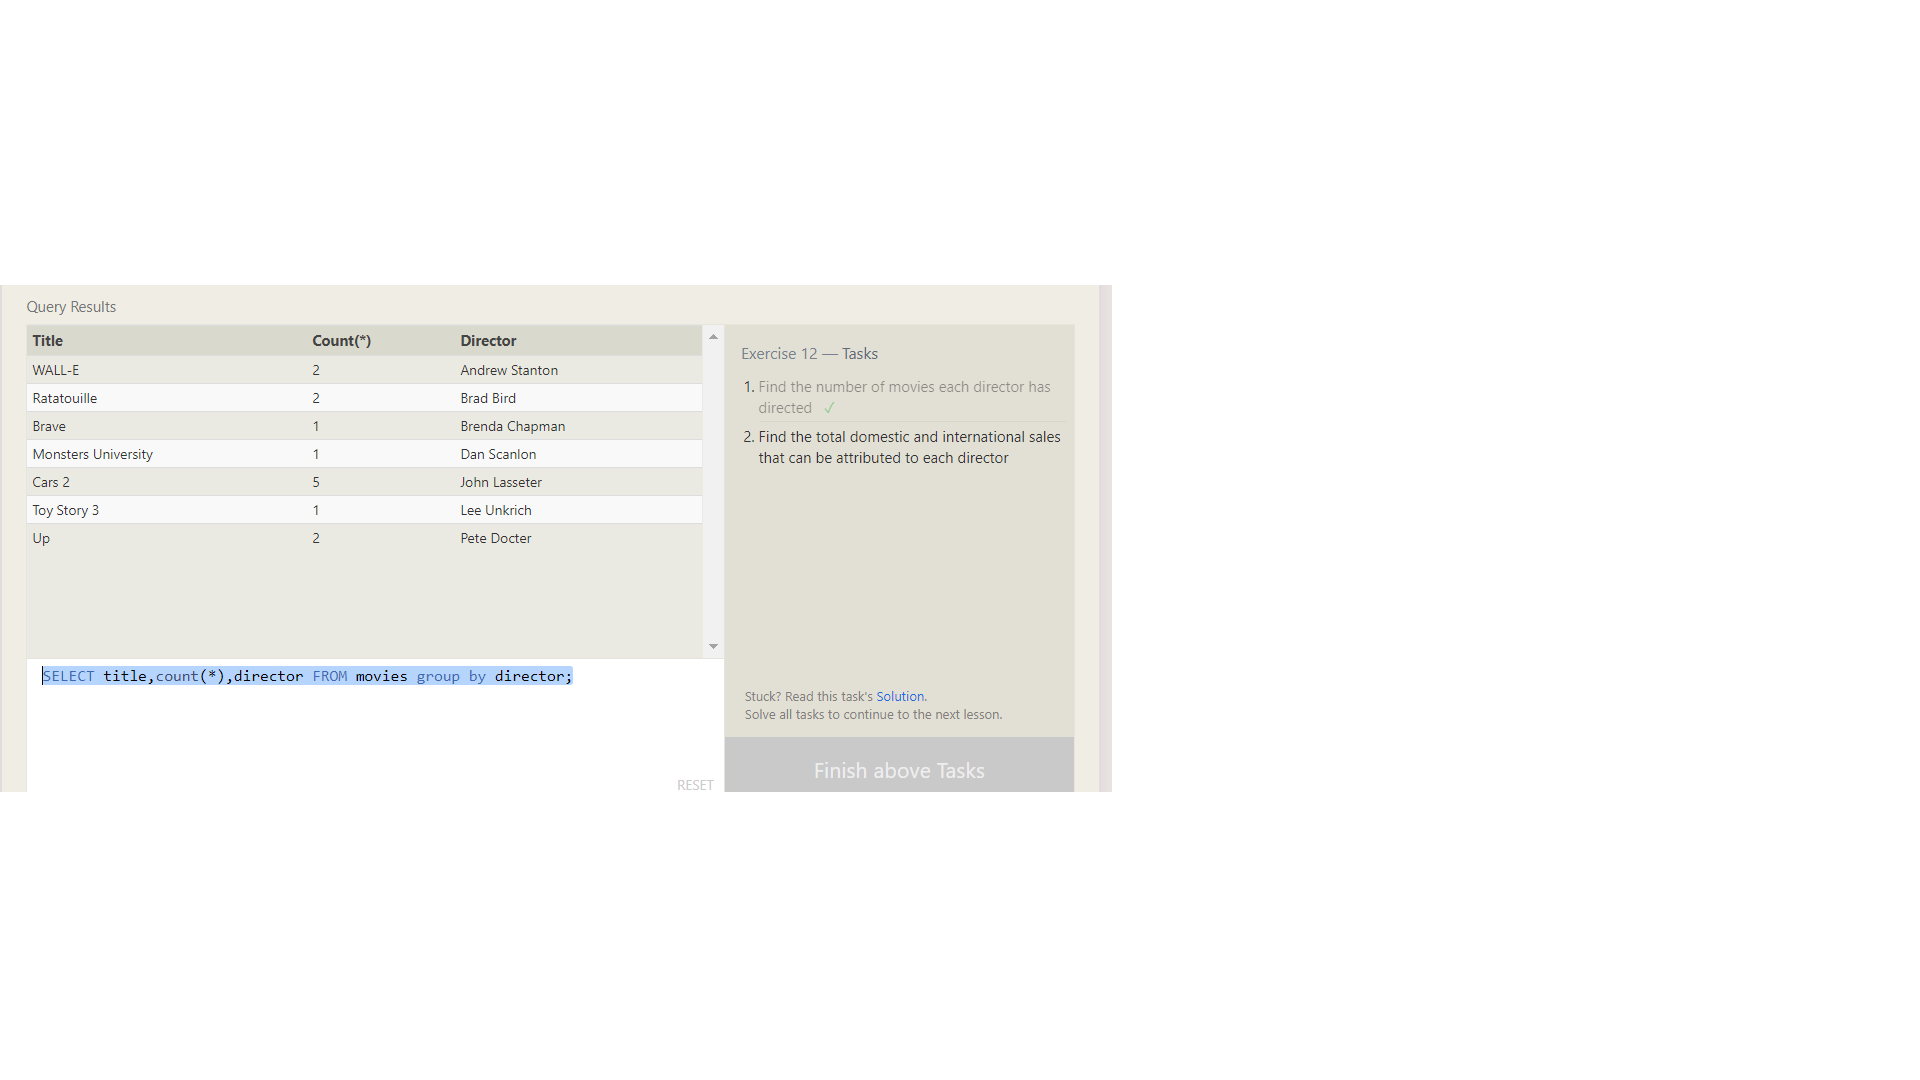 Query Results
Title Count(*) Director
WALL-E 2 Andrew Stanton
Ratatouille 2 Brad Bird
Brave 1 Brenda Chapman
Monsters University 1 Dan Scanlon
Cars 2 5 John Lasseter
Toy Story 3 1 Lee Unkrich
Up 2 Pete Docter
SELECT title,count(*),director FROM movies group by director;
RESET
Exercise 12 — Tasks
1. Find the number of movies each director has
directed ✓
2. Find the total domestic and international sales
that can be attributed to each director
Stuck? Read this task's Solution.
Solve all tasks to continue to the next lesson.
Finish above Tasks